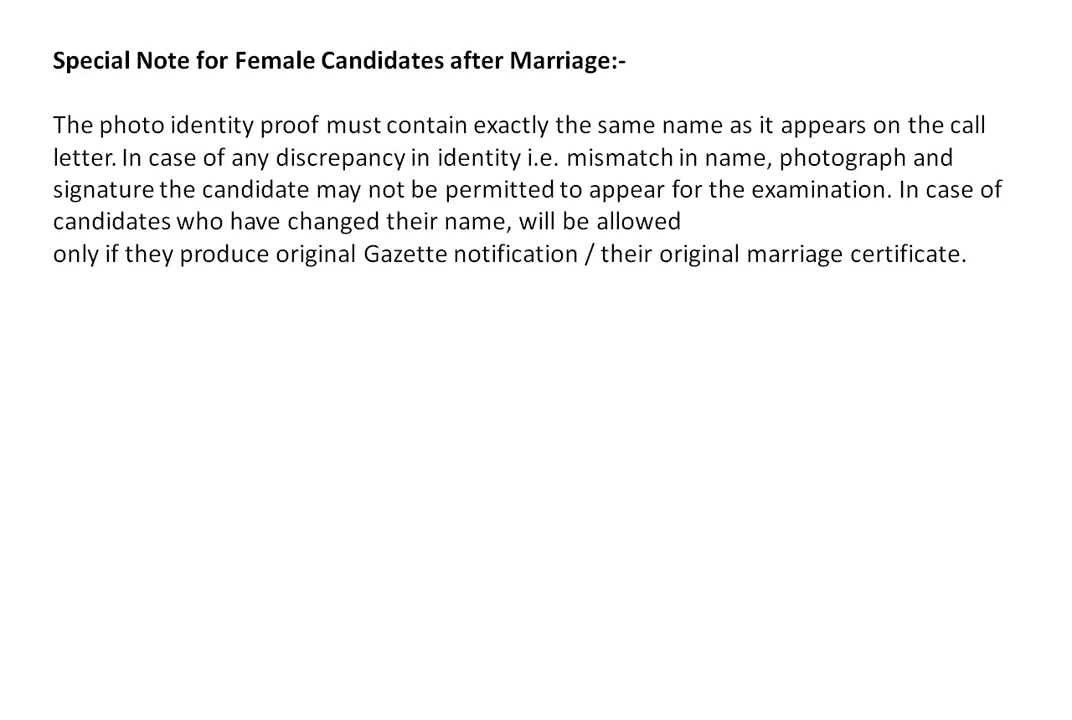 Special Note for Female Candidates after Marriage:-
The photo identity proof must contain exactly the same name as it appears on the call
letter. In case of any discrepancy in identity i.e. mismatch in name, photograph and
signature the candidate may not be permitted to appear for the examination. In case of
candidates who have changed their name, will be allowed
only if they produce original Gazette notification / their original marriage certificate.